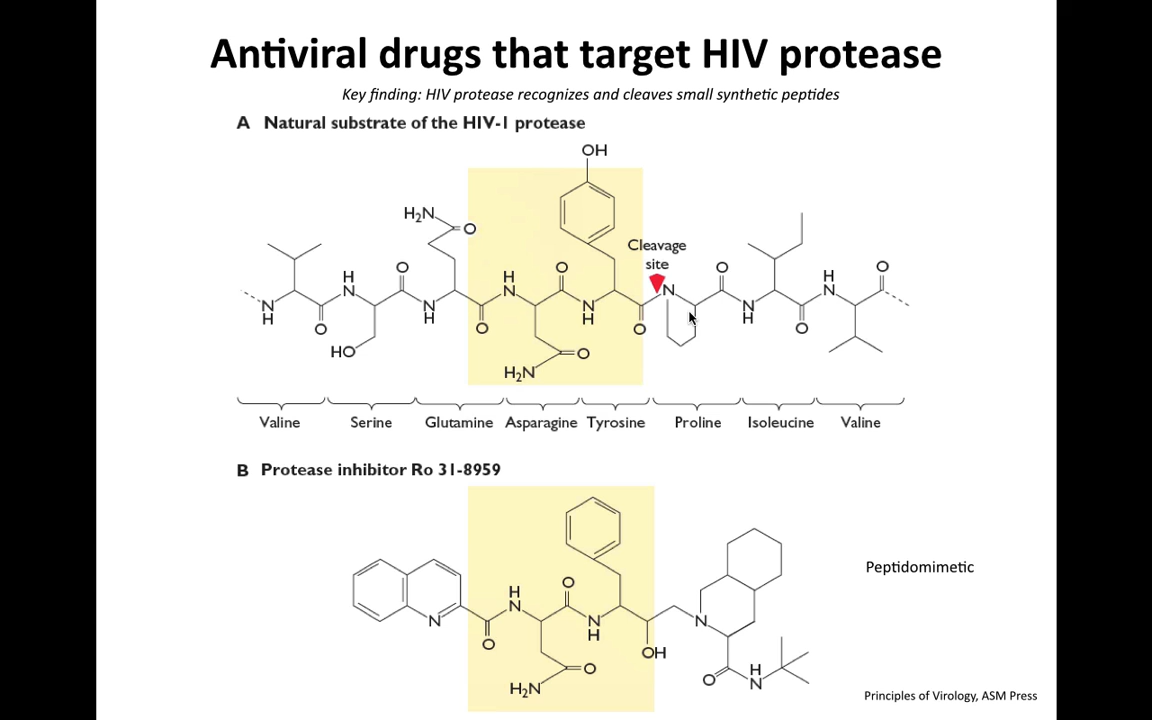 Antiviral drugs that target HIV protease
Key finding: HIV protease recognizes and cleaves small synthetic peptides
A Natural substrate of the HIV-1 protease
OH
H₂N
O
Cleavage
site
H
N
O
H
N
O
N
O
H
N
O
N
H
O
N
H
O
N
H
O
N
H
O
HO
O
H₂N
Valine Serine Glutamine Asparagine Tyrosine Proline Isoleucine Valine
B Protease inhibitor Ro 31-8959
Peptidomimetic
O
H
N
N
O
N
H
N
OH
O
H₂N
O
H
N
Principles of Virology, ASM Press